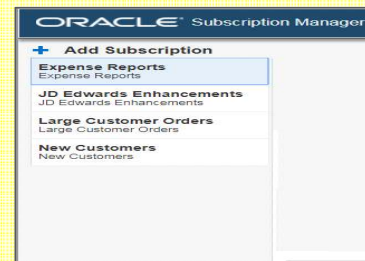 ORACLE Subscription Manager
Add Subscription
Expense Reports
Expense Reports
JD Edwards Enhancements
JD Edwards Enhancements
Large Customer Orders
Large Customer Orders
New Customers
New Customers